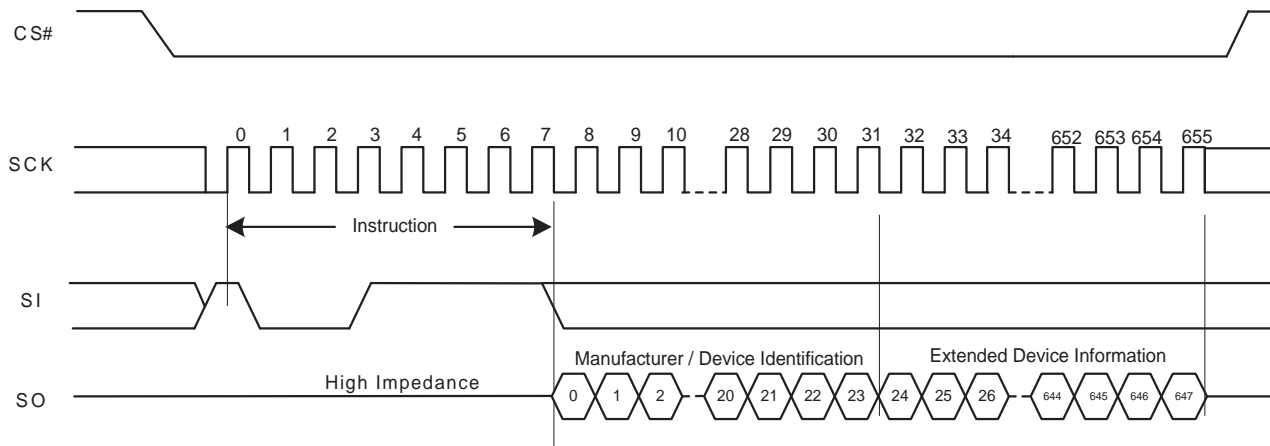 CS#
0 1 2 3 4 5 6 7 8 9 10 28 29 30 31 32 33 34 652 653 654 655
SCK
Instruction
SI
Manufacturer / Device Identification Extended Device Information
High Impedance
SO 0 1 2 20 21 22 23 24 25 26 644 645 646 647